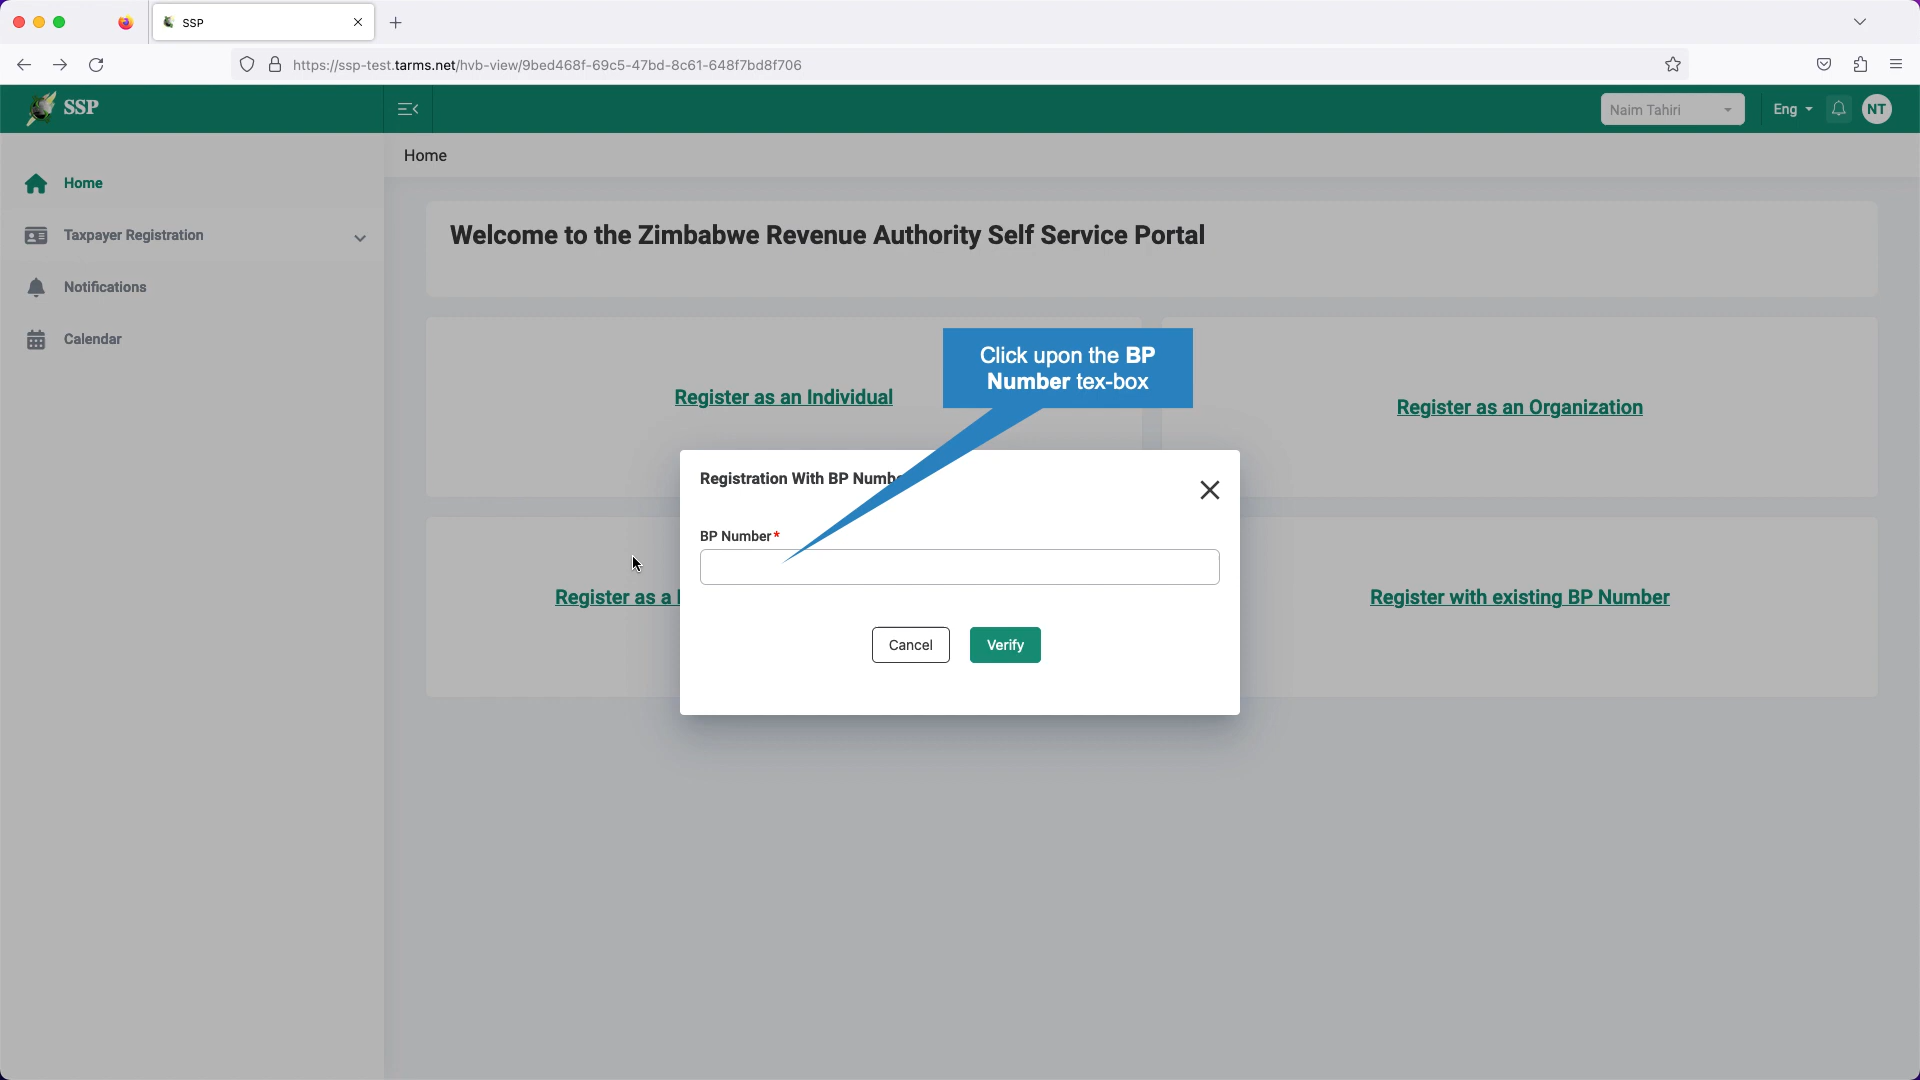 SSP
https://ssp-test.tarms.net/hvb-view/9bed468f-69c5-47bd-8c61-648f7bd8f706
SSP
Naim Tahiri
Eng
NT
Home
Home
Taxpayer Registration
Notifications
Calendar
Welcome to the Zimbabwe Revenue Authority Self Service Portal
Click upon the BP
Number tex-box
Register as an Individual
Register as an Organization
Registration With BP
BP Number*
Register as a
Register with existing BP Number
Cancel
Verify